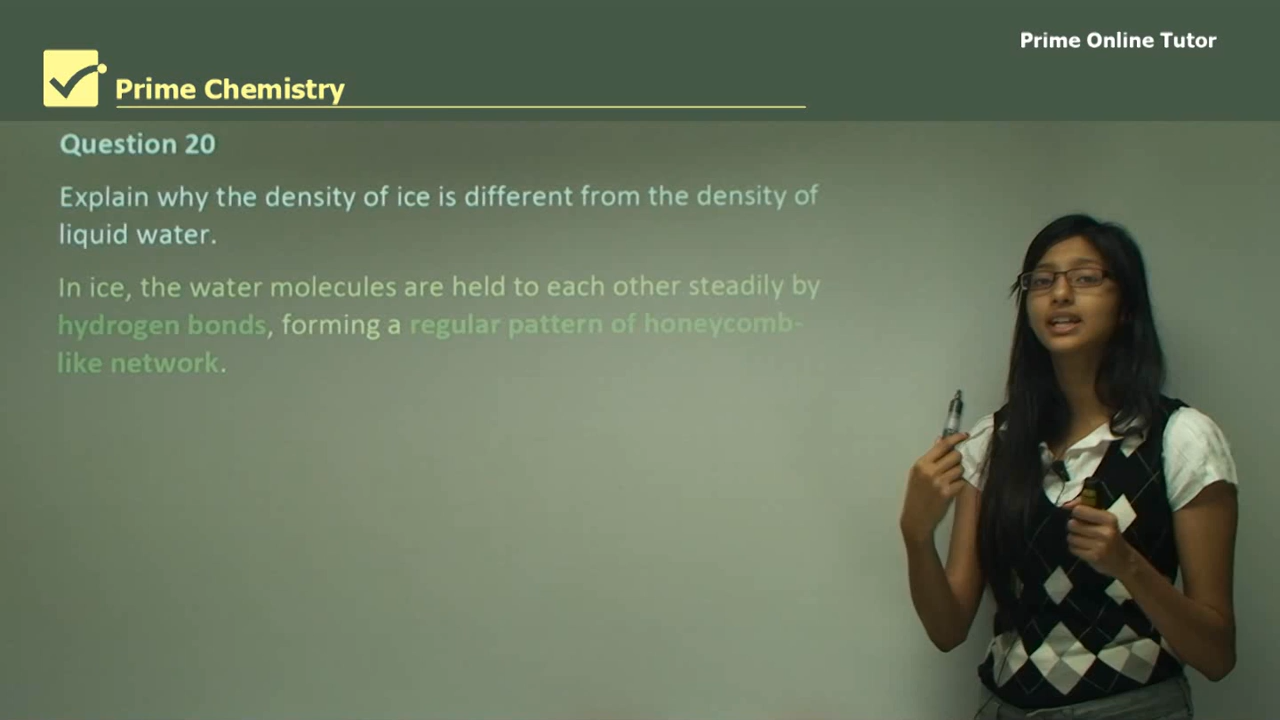 Prime Online Tutor
Prime Chemistry
Question 20
Explain why the density of ice is different from the density of
liquid water.
In ice, the water molecules are held to each other steadily by
hydrogen bonds, forming a regular pattern of honeycomb-
like network.